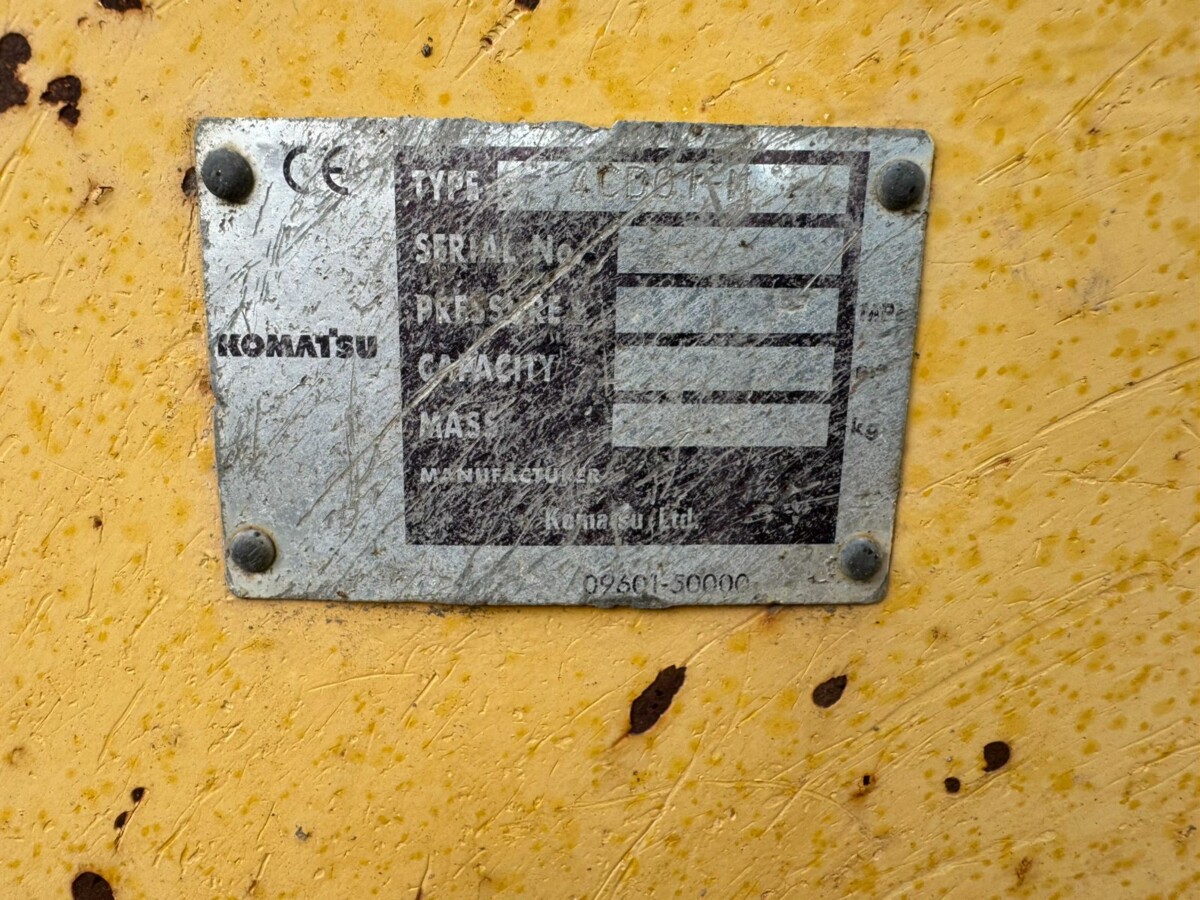 CE
TYPE
SERIAL No.
PRESSURE
KOMATSU
CAPACITY
MASS kg
MANUFACTURER
Komatsu Ltd.
09601-50000